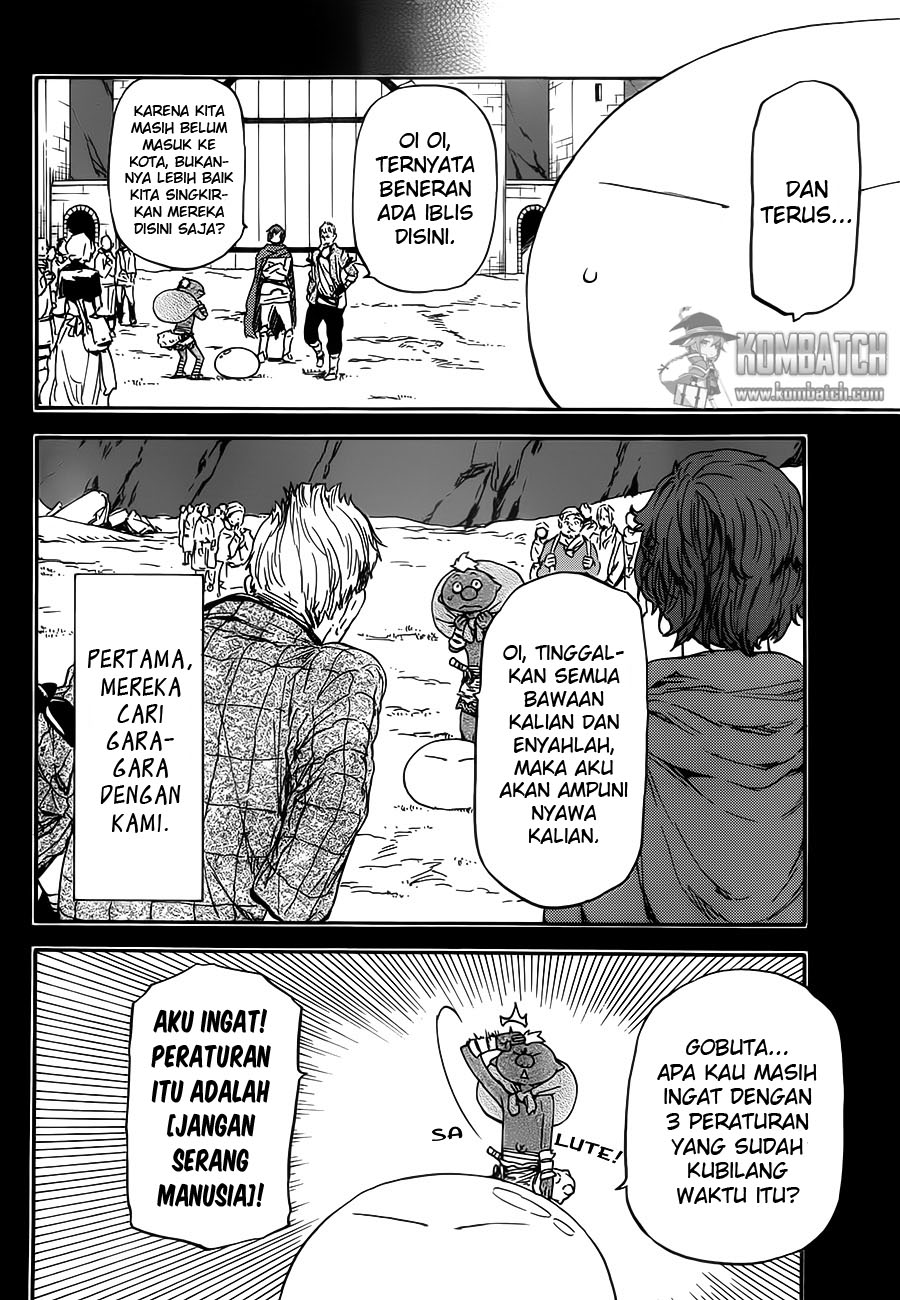 DAN
TERUS...
OI OI,
TERNYATA
BENERAN
ADA IBLIS
DISINI.
KARENA KITA
MASIH BELUM
MASUK KE
KOTA, BUKAN-
NYA LEBIH BAIK
KITA SINGKIR-
KAN MEREKA
DISINI SAJA?
KOMBATCH
www.kombatch.com
OI, TINGGAL-
KAN SEMUA
BAWAAN
KALIAN DAN
ENYAHLAH,
MAKA AKU
AKAN AMPUNI
NYAWA
KALIAN.
PERTAMA,
MEREKA
CARI
GARA-
GARA
DENGAN
KAMI.
GOBUTA...
APA KAU MASIH
INGAT DENGAN
3 PERATURAN
YANG SUDAH
KUBILANG
WAKTU ITU?
SA LUTE!
AKU INGAT!
PERATURAN
ITU ADALAH
[JANGAN
SERANG
MANUSIA]!